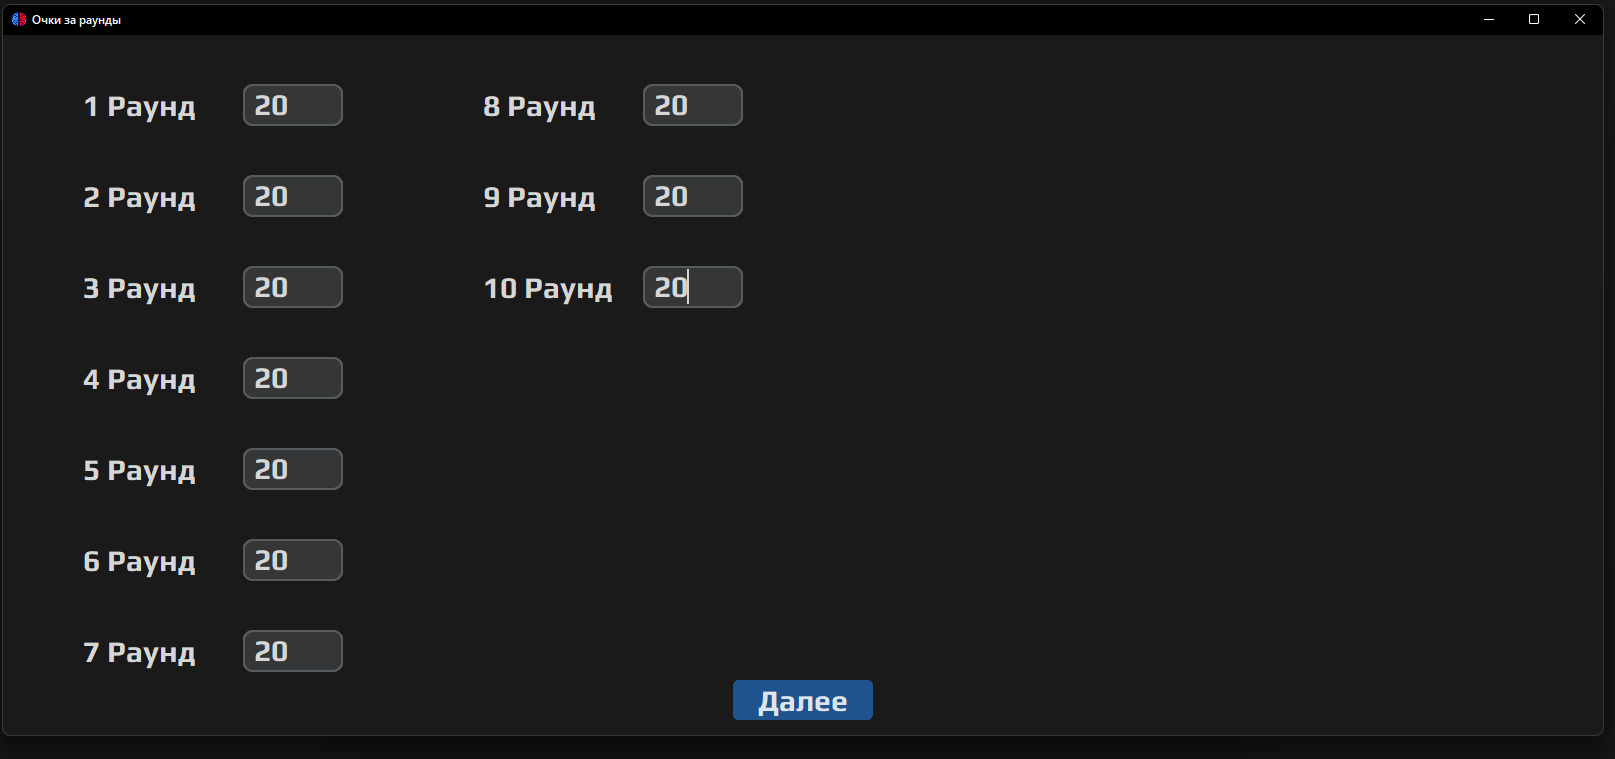 Очки за раунды
1 Раунд 20
2 Раунд 20
3 Раунд 20
4 Раунд 20
5 Раунд 20
6 Раунд 20
7 Раунд 20
8 Раунд 20
9 Раунд 20
10 Раунд 20
Далее